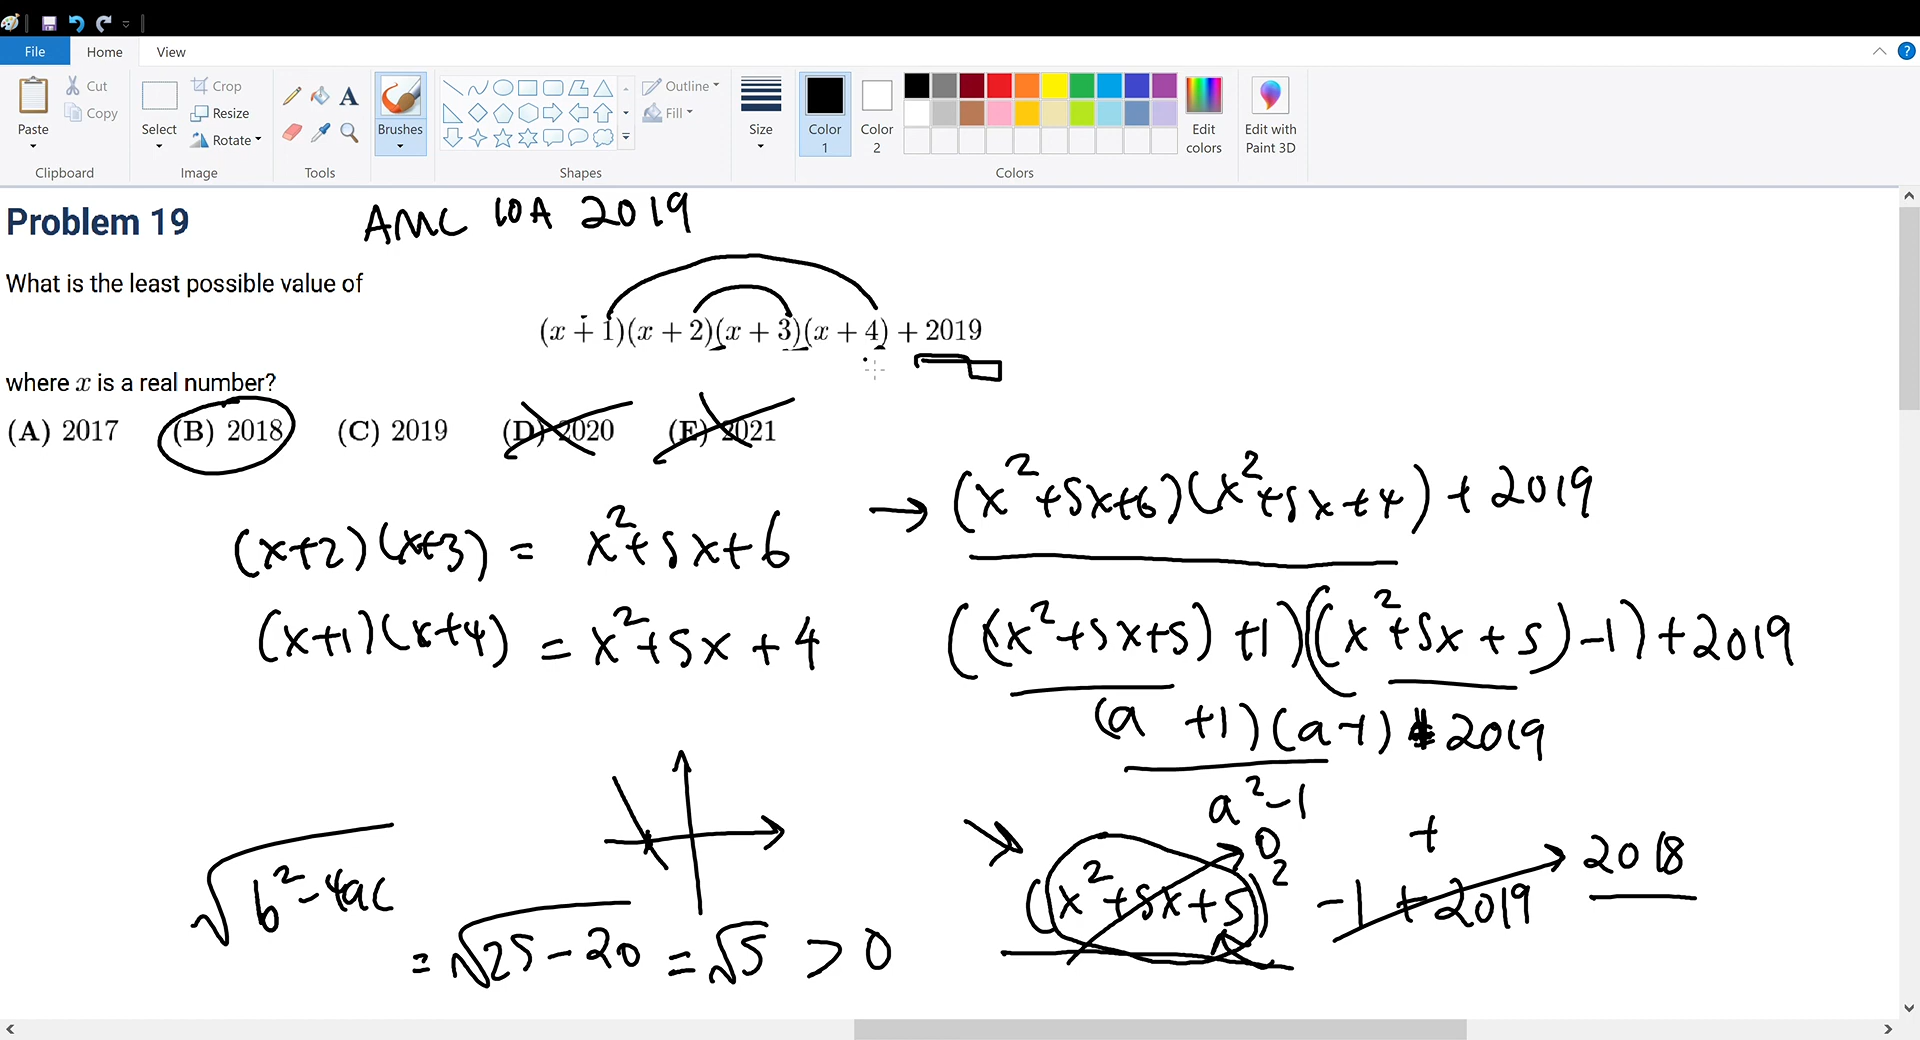 File Home View
Paste Cut Copy Clipboard
Select Crop Resize Rotate Image
A Tools
Brushes
Outline Fill Shapes
Size
Color 1 Color 2 Edit colors Colors
Edit with Paint 3D
Problem 19 AMC 10A 2019
What is the least possible value of
(x + 1)(x + 2)(x + 3)(x + 4) + 2019
where x is a real number?
(A) 2017 (B) 2018 (C) 2019 (D) 2020 (E) 2021
(x+2)(x+3) = x²+5x+6
(x+1)(x+4) = x²+5x+4
→ (x²+5x+6)(x²+5x+4) + 2019
((x²+5x+5)+1)((x²+5x+5)-1)+2019
(a +1)(a-1) + 2019
a²-1
(x²+5x+5)² -1+2019
0
+
2018
√b²-4ac
= √25-20 = √5 > 0